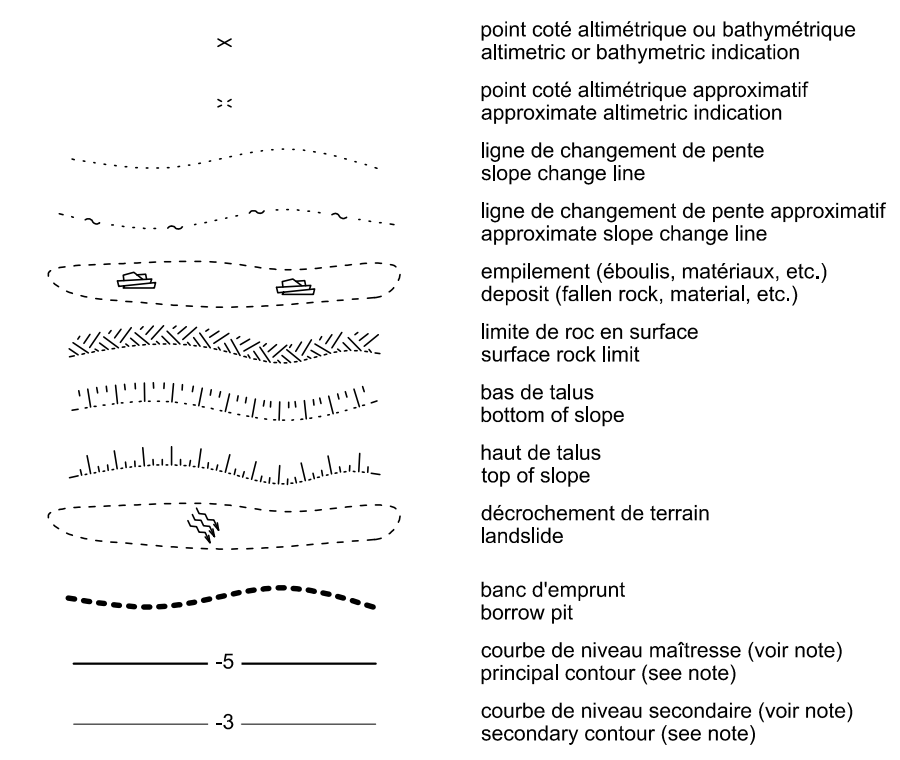 point coté altimétrique ou bathymétrique
altimetric or bathymetric indication
point coté altimétrique approximatif
approximate altimetric indication
ligne de changement de pente
slope change line
ligne de changement de pente approximatif
approximate slope change line
empilement (éboulis, matériaux, etc.)
deposit (fallen rock, material, etc.)
limite de roc en surface
surface rock limit
bas de talus
bottom of slope
haut de talus
top of slope
décrochement de terrain
landslide
banc d'emprunt
borrow pit
-5
courbe de niveau maîtresse (voir note)
principal contour (see note)
-3
courbe de niveau secondaire (voir note)
secondary contour (see note)